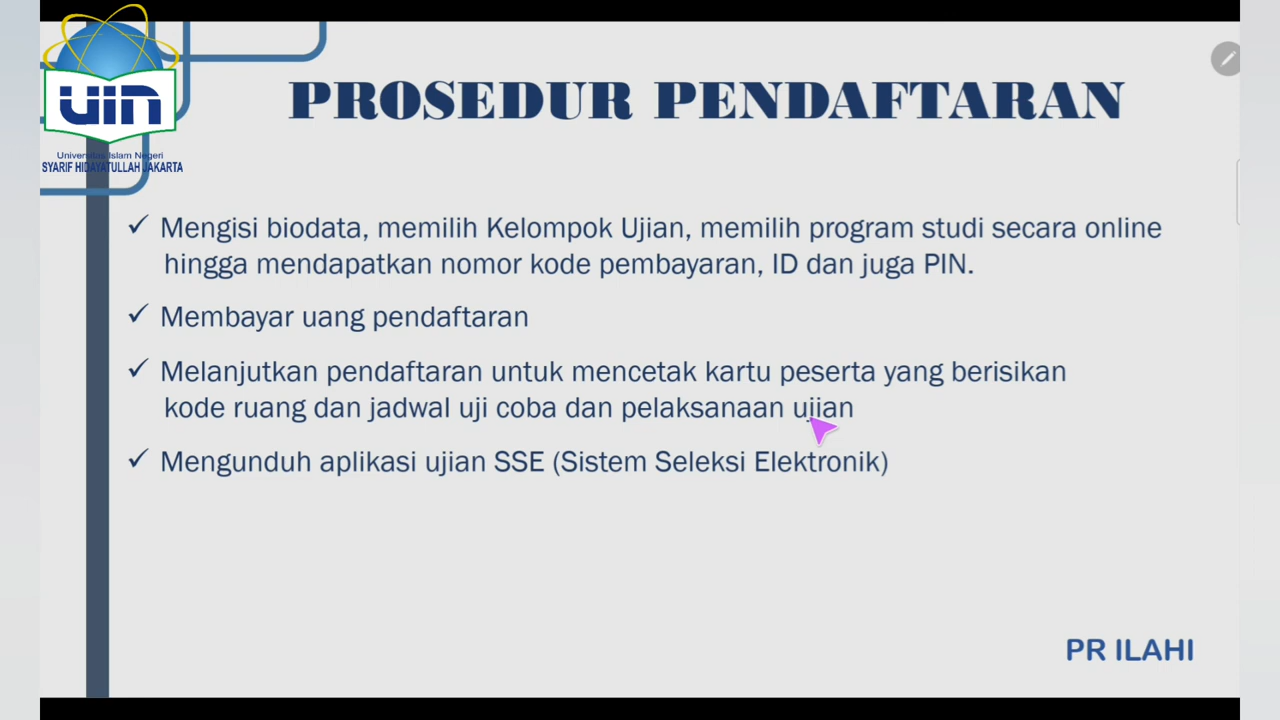 uin
Universitas Islam Negeri
SYARIF HIDAYATULLAH JAKARTA
PROSEDUR PENDAFTARAN
Mengisi biodata, memilih Kelompok Ujian, memilih program studi secara online
hingga mendapatkan nomor kode pembayaran, ID dan juga PIN.
Membayar uang pendaftaran
Melanjutkan pendaftaran untuk mencetak kartu peserta yang berisikan
kode ruang dan jadwal uji coba dan pelaksanaan ujian
Mengunduh aplikasi ujian SSE (Sistem Seleksi Elektronik)
PR ILAHI